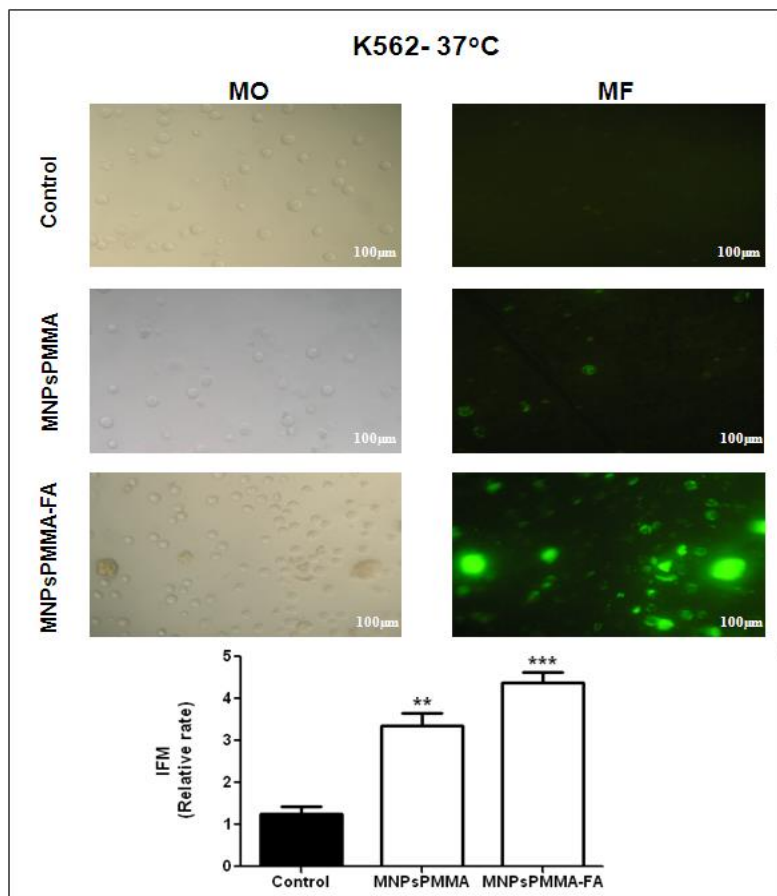 K562- 37°C
MO MF
Control
100µm 100µm
MNPsPMMA
100µm 100µm
MNPsPMMA-FA
100µm 100µm
5
4
3
2
1
0
IFM
(Relative rate)
**
***
Control MNPsPMMA MNPsPMMA-FA